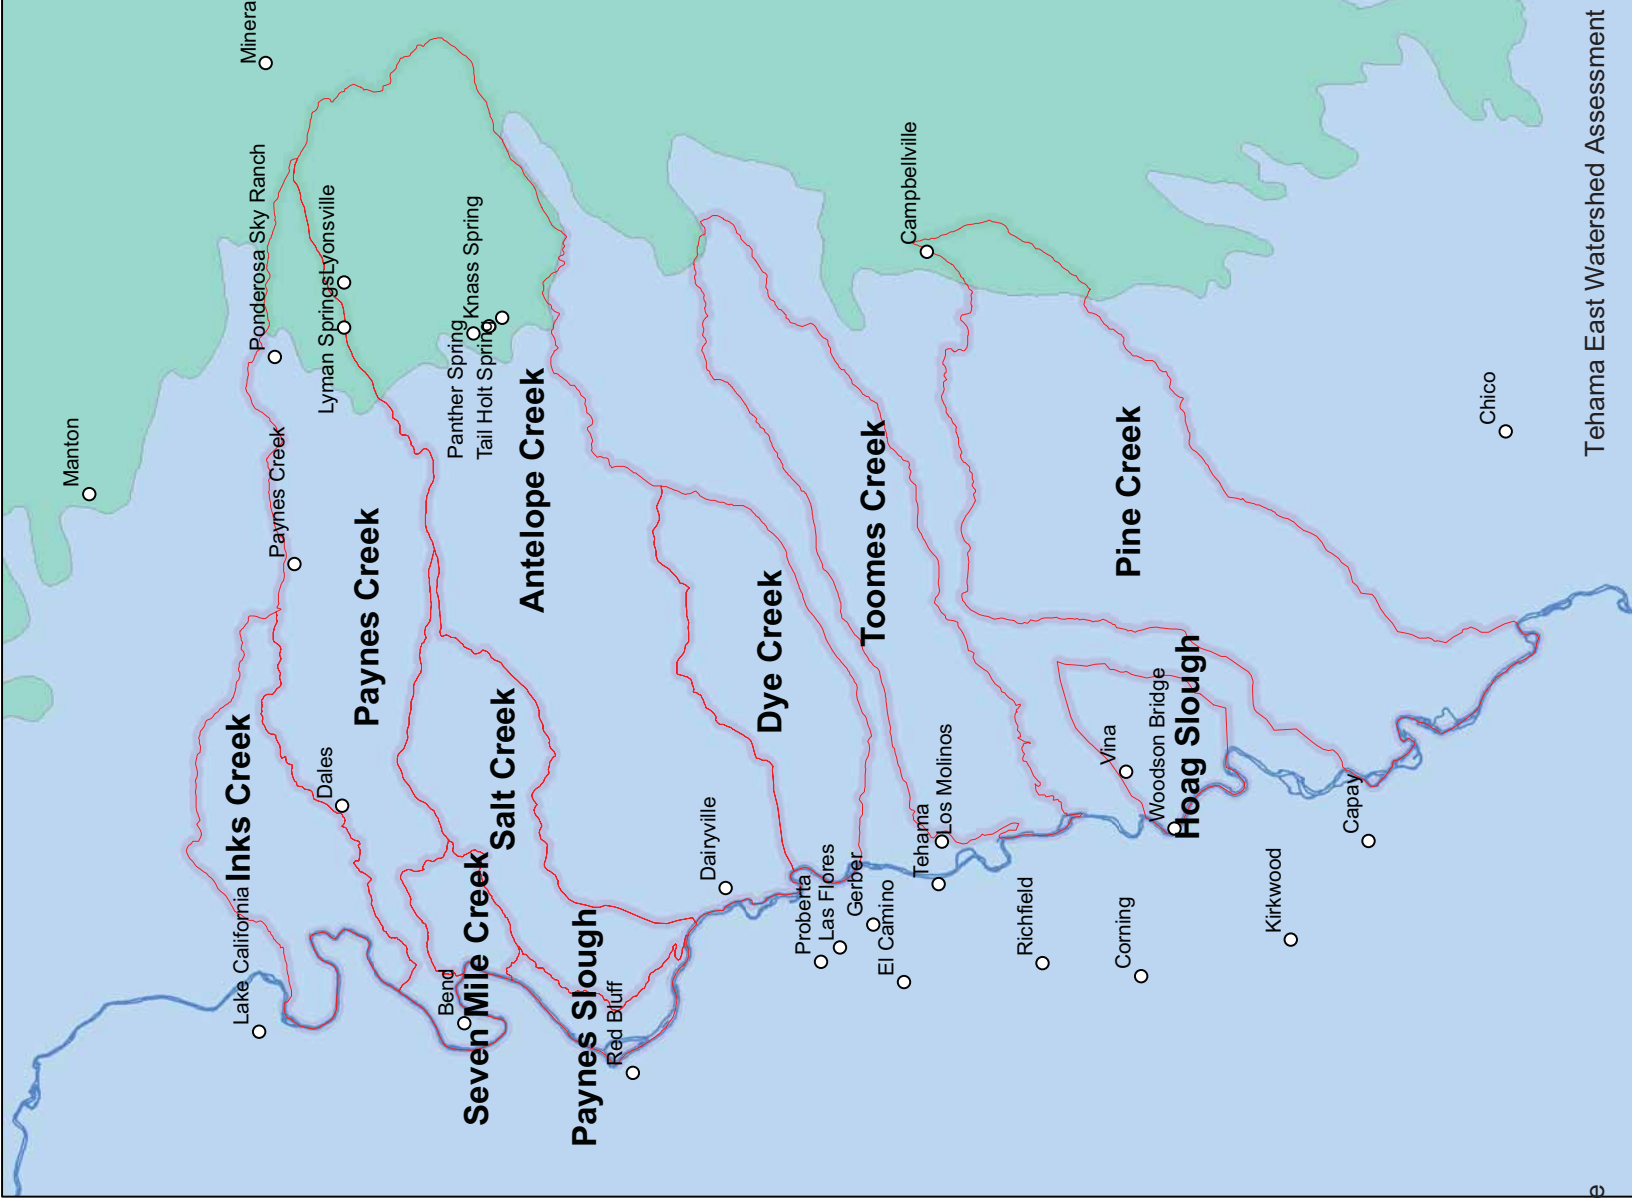 Minera
Manton
Ponderosa Sky Ranch
Lyonsville
Lyman Springs
Knass Spring
Panther Spring
Tail Holt Spring
Campbellville
Paynes Creek
Paynes Creek
Antelope Creek
Toomes Creek
Pine Creek
Chico
Inks Creek
Dales
Salt Creek
Dye Creek
Hoag Slough
Woodson Bridge
Vina
Los Molinos
Tehama
Dairyville
Lake California
Bend
Seven Mile Creek
Paynes Slough
Red Bluff
Proberta
Las Flores
Gerber
El Camino
Richfield
Corning
Kirkwood
Capay
Tehama East Watershed Assessment
e